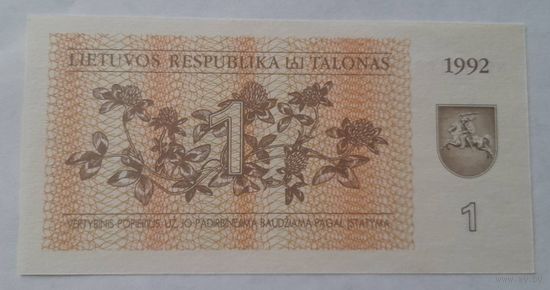 LIETUVOS RESPUBLIKA TALONAS
1992
1
VERTYBINIS POPIERIUS. UŽ JO PADIRBINĖJIMĄ BAUDŽIAMA PAGAL ĮSTATYMĄ
1